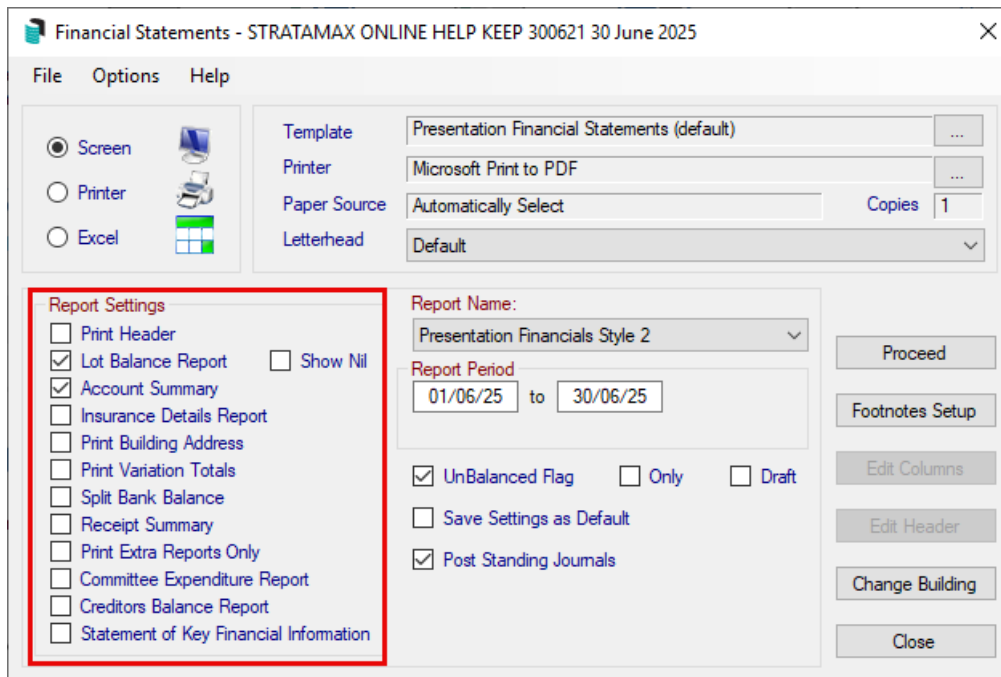 Financial Statements - STRATAMAX ONLINE HELP KEEP 300621 30 June 2025
File Options Help
Screen
Printer
Excel
Template Presentation Financial Statements (default) ...
Printer Microsoft Print to PDF ...
Paper Source Automatically Select Copies 1
Letterhead Default
Report Settings
Print Header
Lot Balance Report Show Nil
Account Summary
Insurance Details Report
Print Building Address
Print Variation Totals
Split Bank Balance
Receipt Summary
Print Extra Reports Only
Committee Expenditure Report
Creditors Balance Report
Statement of Key Financial Information
Report Name:
Presentation Financials Style 2
Report Period
01/06/25 to 30/06/25
UnBalanced Flag Only Draft
Save Settings as Default
Post Standing Journals
Proceed
Footnotes Setup
Edit Columns
Edit Header
Change Building
Close